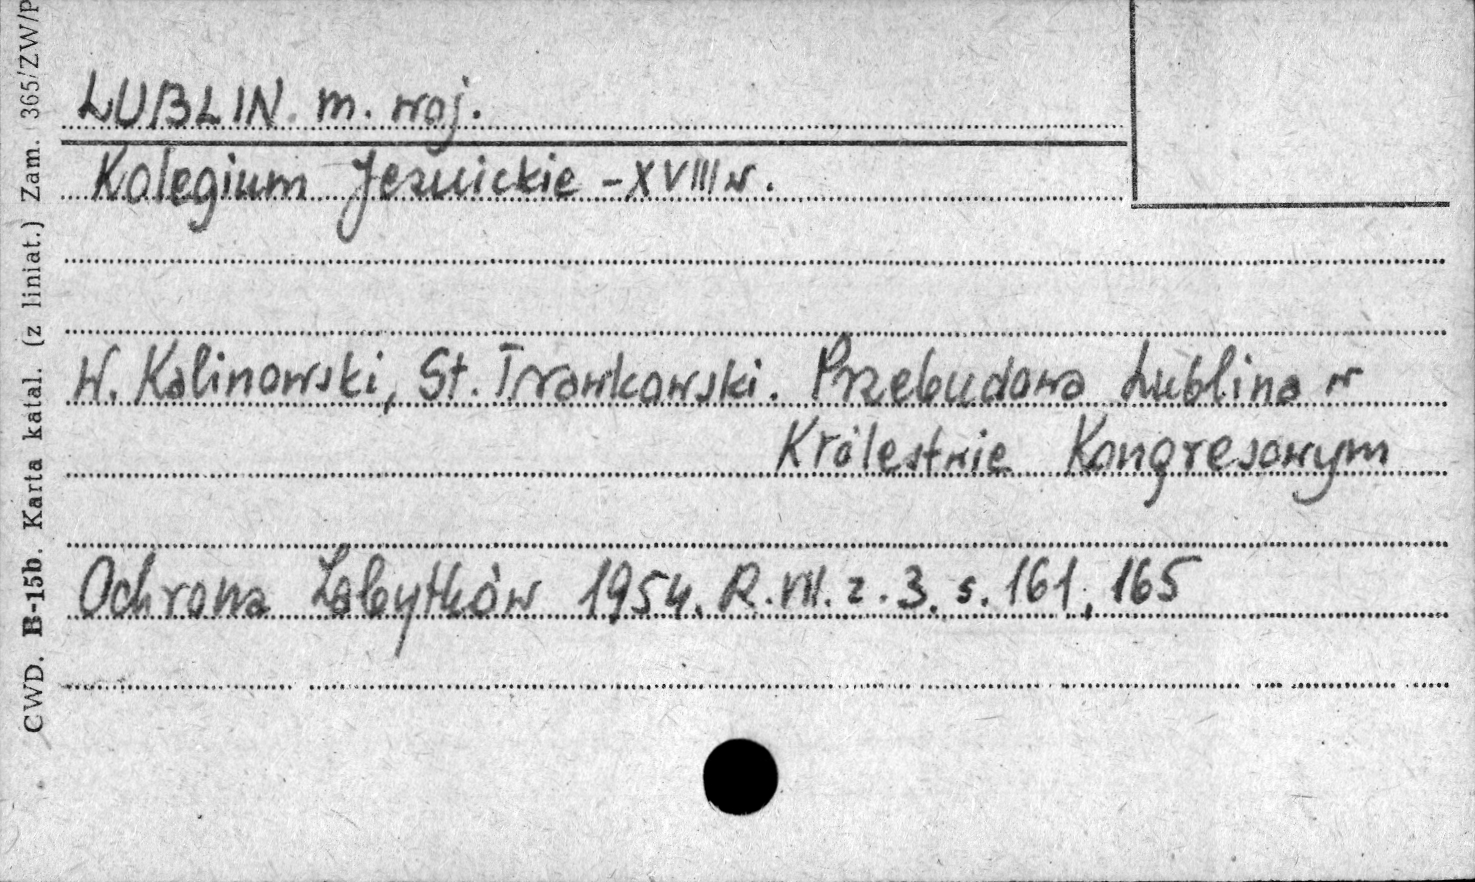 LUBLIN. m. woj.
Kolegium Jezuickie - XVIII w.
W. Kalinowski, St. Trawkowski. Przebudowa Lublina w
Królestwie Kongresowym
Ochrona Zabytków 1954. R. VII. z. 3. s. 161, 165
CWD. B-15b. Karta katal. (z liniat.) Zam. 365/ZW/P